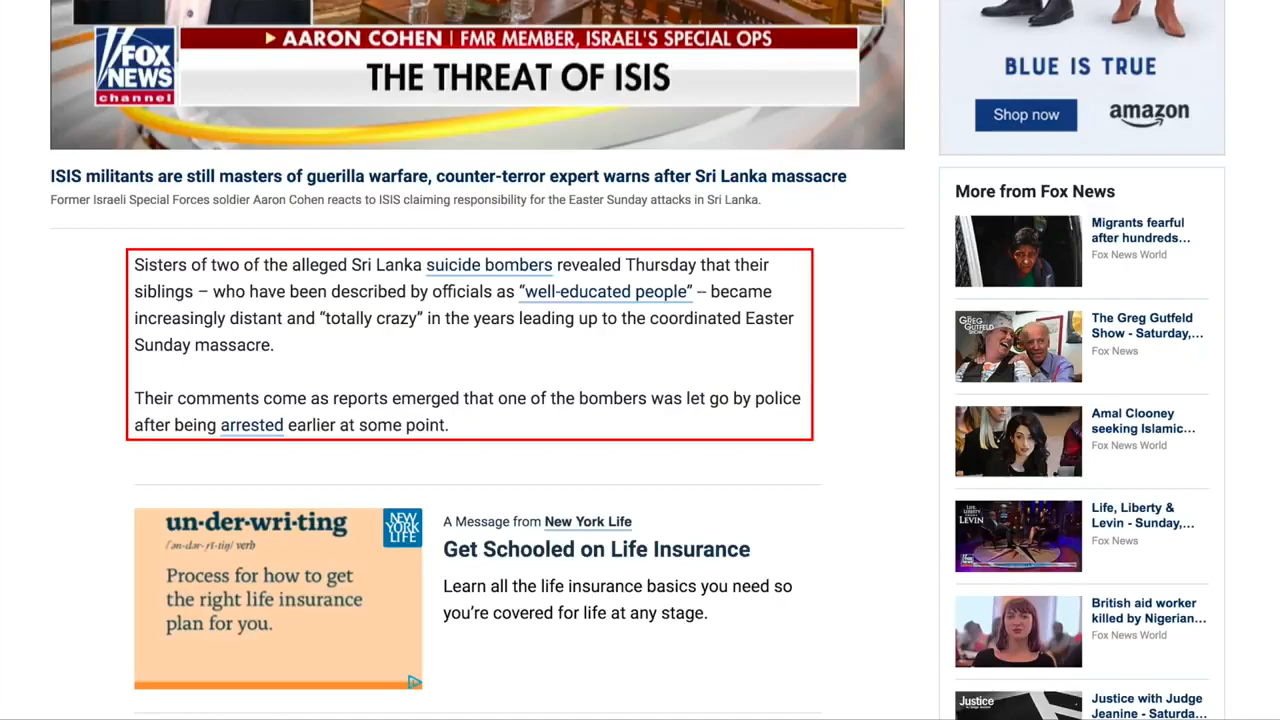 FOX
NEWS
channel
AARON COHEN | FMR MEMBER, ISRAEL'S SPECIAL OPS
THE THREAT OF ISIS
ISIS militants are still masters of guerilla warfare, counter-terror expert warns after Sri Lanka massacre
Former Israeli Special Forces soldier Aaron Cohen reacts to ISIS claiming responsibility for the Easter Sunday attacks in Sri Lanka.
Sisters of two of the alleged Sri Lanka suicide bombers revealed Thursday that their
siblings – who have been described by officials as “well-educated people” -- became
increasingly distant and “totally crazy” in the years leading up to the coordinated Easter
Sunday massacre.
Their comments come as reports emerged that one of the bombers was let go by police
after being arrested earlier at some point.
un·der·wri·ting
/ˈən-dər-ˌrī-tiŋ/ verb
Process for how to get
the right life insurance
plan for you.
NEW
YORK
LIFE
A Message from New York Life
Get Schooled on Life Insurance
Learn all the life insurance basics you need so
you’re covered for life at any stage.
BLUE IS TRUE
Shop now
amazon
More from Fox News
Migrants fearful
after hundreds...
Fox News World
THE
GREG
GUTFELD
SHOW
The Greg Gutfeld
Show - Saturday,...
Fox News
Amal Clooney
seeking Islamic...
Fox News World
LIFE, LIBERTY &
LEVIN
Life, Liberty &
Levin - Sunday,...
Fox News
British aid worker
killed by Nigerian...
Fox News World
Justice
Justice with Judge
Jeanine - Saturda...